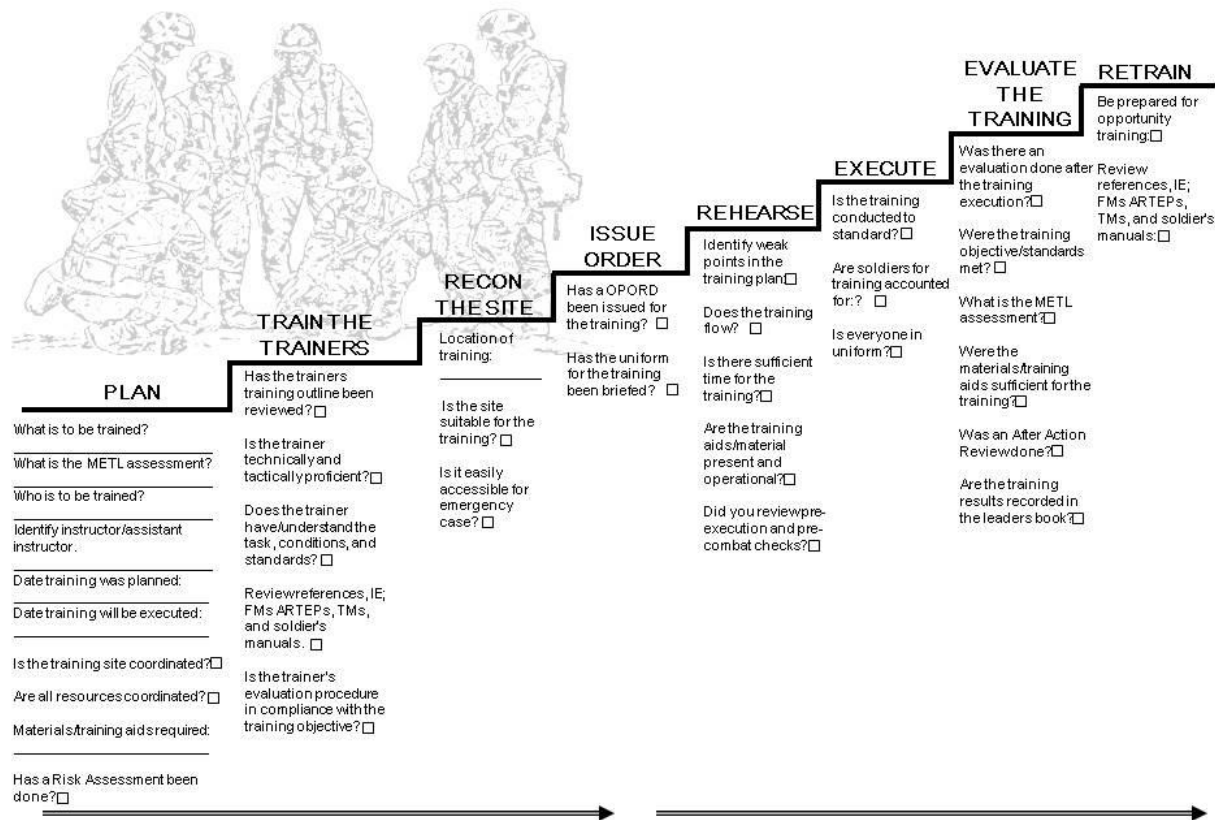 PLAN
What is to be trained?
What is the METL assessment?
Who is to be trained?
Identify instructor/assistant
instructor.
Date training was planned:
Date training will be executed:
Is the training site coordinated?
Are all resources coordinated?
Materials/training aids required:
Has a Risk Assessment been
done?
TRAIN THE
TRAINERS
Has the trainers
training outline been
reviewed?
Is the trainer
technically and
tactically proficient?
Does the trainer
have/understand the
task, conditions, and
standards?
Review references, IE;
FMs ARTEPs, TMs,
and soldier's
manuals.
Is the trainer's
evaluation procedure
in compliance with the
training objective?
RECON
THE SITE
Location of
training:
Is the site
suitable for the
training?
Is it easily
accessible for
emergency
case?
ISSUE
ORDER
Has a OPORD
been issued for
the training?
Has the uniform
for the training
been briefed?
REHEARSE
Identify weak
points in the
training plan:
Does the training
flow?
Is there sufficient
time for the
training?
Are the training
aids/material
present and
operational?
Did you review pre-
execution and pre-
combat checks?
EXECUTE
Is the training
conducted to
standard?
Are soldiers for
training accounted
for:?
Is everyone in
uniform?
EVALUATE
THE
TRAINING
Was there an
evaluation done after
the training
execution?
Were the training
objective/standards
met?
What is the METL
assessment?
Were the
materials/training
aids sufficient for the
training?
Was an After Action
Review done?
Are the training
results recorded in
the leaders book?
RETRAIN
Be prepared for
opportunity
training:
Review
references, IE;
FMs ARTEPs,
TMs, and soldier's
manuals: